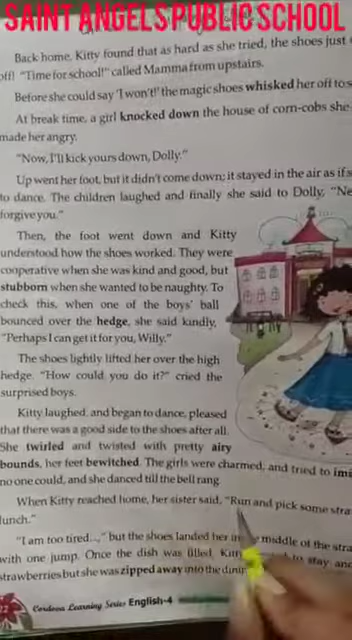 SAINT ANGELS PUBLIC SCHOOL
Back home, Kitty found that as hard as she tried, the shoes just
off! "Time for school!" called Mamma from upstairs.
Before she could say 'I won't!' the magic shoes whisked her off to s
At break time, a girl knocked down the house of corn-cobs she
made her angry.
"Now, I'll kick yours down, Dolly."
Up went her foot, but it didn't come down; it stayed in the air as if s
to dance. The children laughed and finally she said to Dolly, "Ne
forgive you."
Then, the foot went down and Kitty
understood how the shoes worked. They were
cooperative when she was kind and good, but
stubborn when she wanted to be naughty. To
check this, when one of the boys' ball
bounced over the hedge, she said kindly,
"Perhaps I can get it for you, Willy."
The shoes lightly lifted her over the high
hedge. "How could you do it?" cried the
surprised boys.
Kitty laughed, and began to dance, pleased
that there was a good side to the shoes after all.
She twirled and twisted with pretty airy
bounds, her feet bewitched. The girls were charmed, and tried to imi
no one could, and she danced till the bell rang.
When Kitty reached home, her sister said, "Run and pick some stra
lunch."
"I am too tired...," but the shoes landed her in middle of the stra
with one jump. Once the dish was filled, Kitt to stay and
strawberries but she was zipped away into the dini
22 Cordova Learning Series English-4